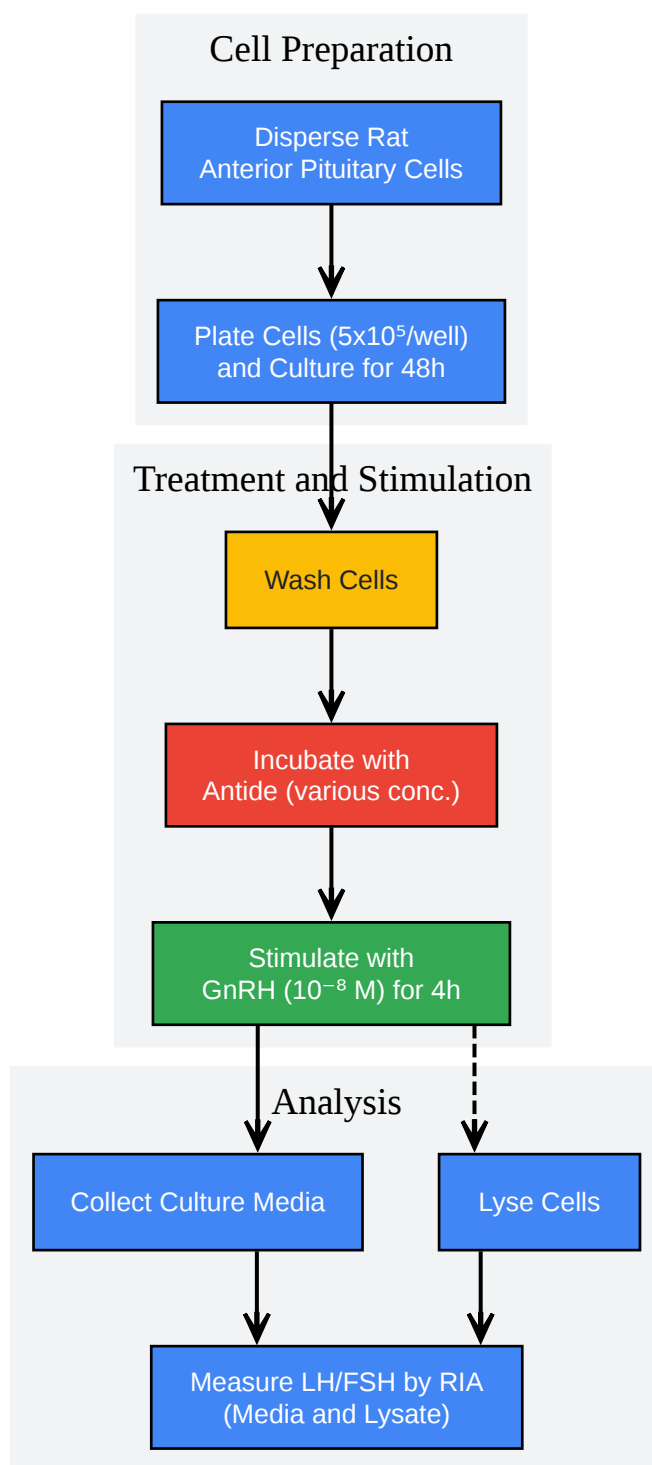 Cell Preparation
Disperse Rat
Anterior Pituitary Cells
Plate Cells (5x10⁵/well)
and Culture for 48h
Treatment and Stimulation
Wash Cells
Incubate with
Antide (various conc.)
Stimulate with
GnRH (10⁻⁸ M) for 4h
Analysis
Collect Culture Media
Lyse Cells
Measure LH/FSH by RIA
(Media and Lysate)